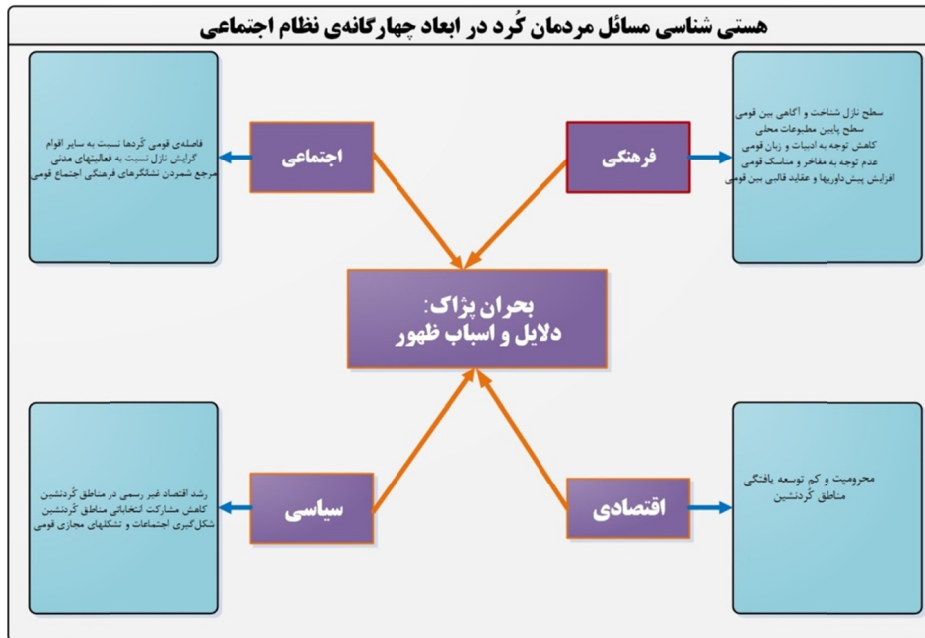 هستی شناسی مسائل مردمان کُرد در ابعاد چهارگانه‌ی نظام اجتماعی
سطح نازل شناخت و آگاهی بین قومی
سطح پایین مطبوعات محلی
کاهش توجه به ادبیات و زبان قومی
عدم توجه به مفاخر و مناسک قومی
افزایش پیش‌داوریها و عقاید قالبی بین قومی
فرهنگی
اجتماعی
فاصله‌ی قومی کُردها نسبت به سایر اقوام
گرایش نازل نسبت به فعالیتهای مدنی
مرجع شمردن نشانگرهای فرهنگی اجتماع قومی
بحران پژاک:
دلایل و اسباب ظهور
محرومیت و کم توسعه یافتگی
مناطق کُردنشین
اقتصادی
سیاسی
رشد اقتصاد غیر رسمی در مناطق کُردنشین
کاهش مشارکت انتخاباتی مناطق کُردنشین
شکل‌گیری اجتماعات و تشکلهای مجازی قومی